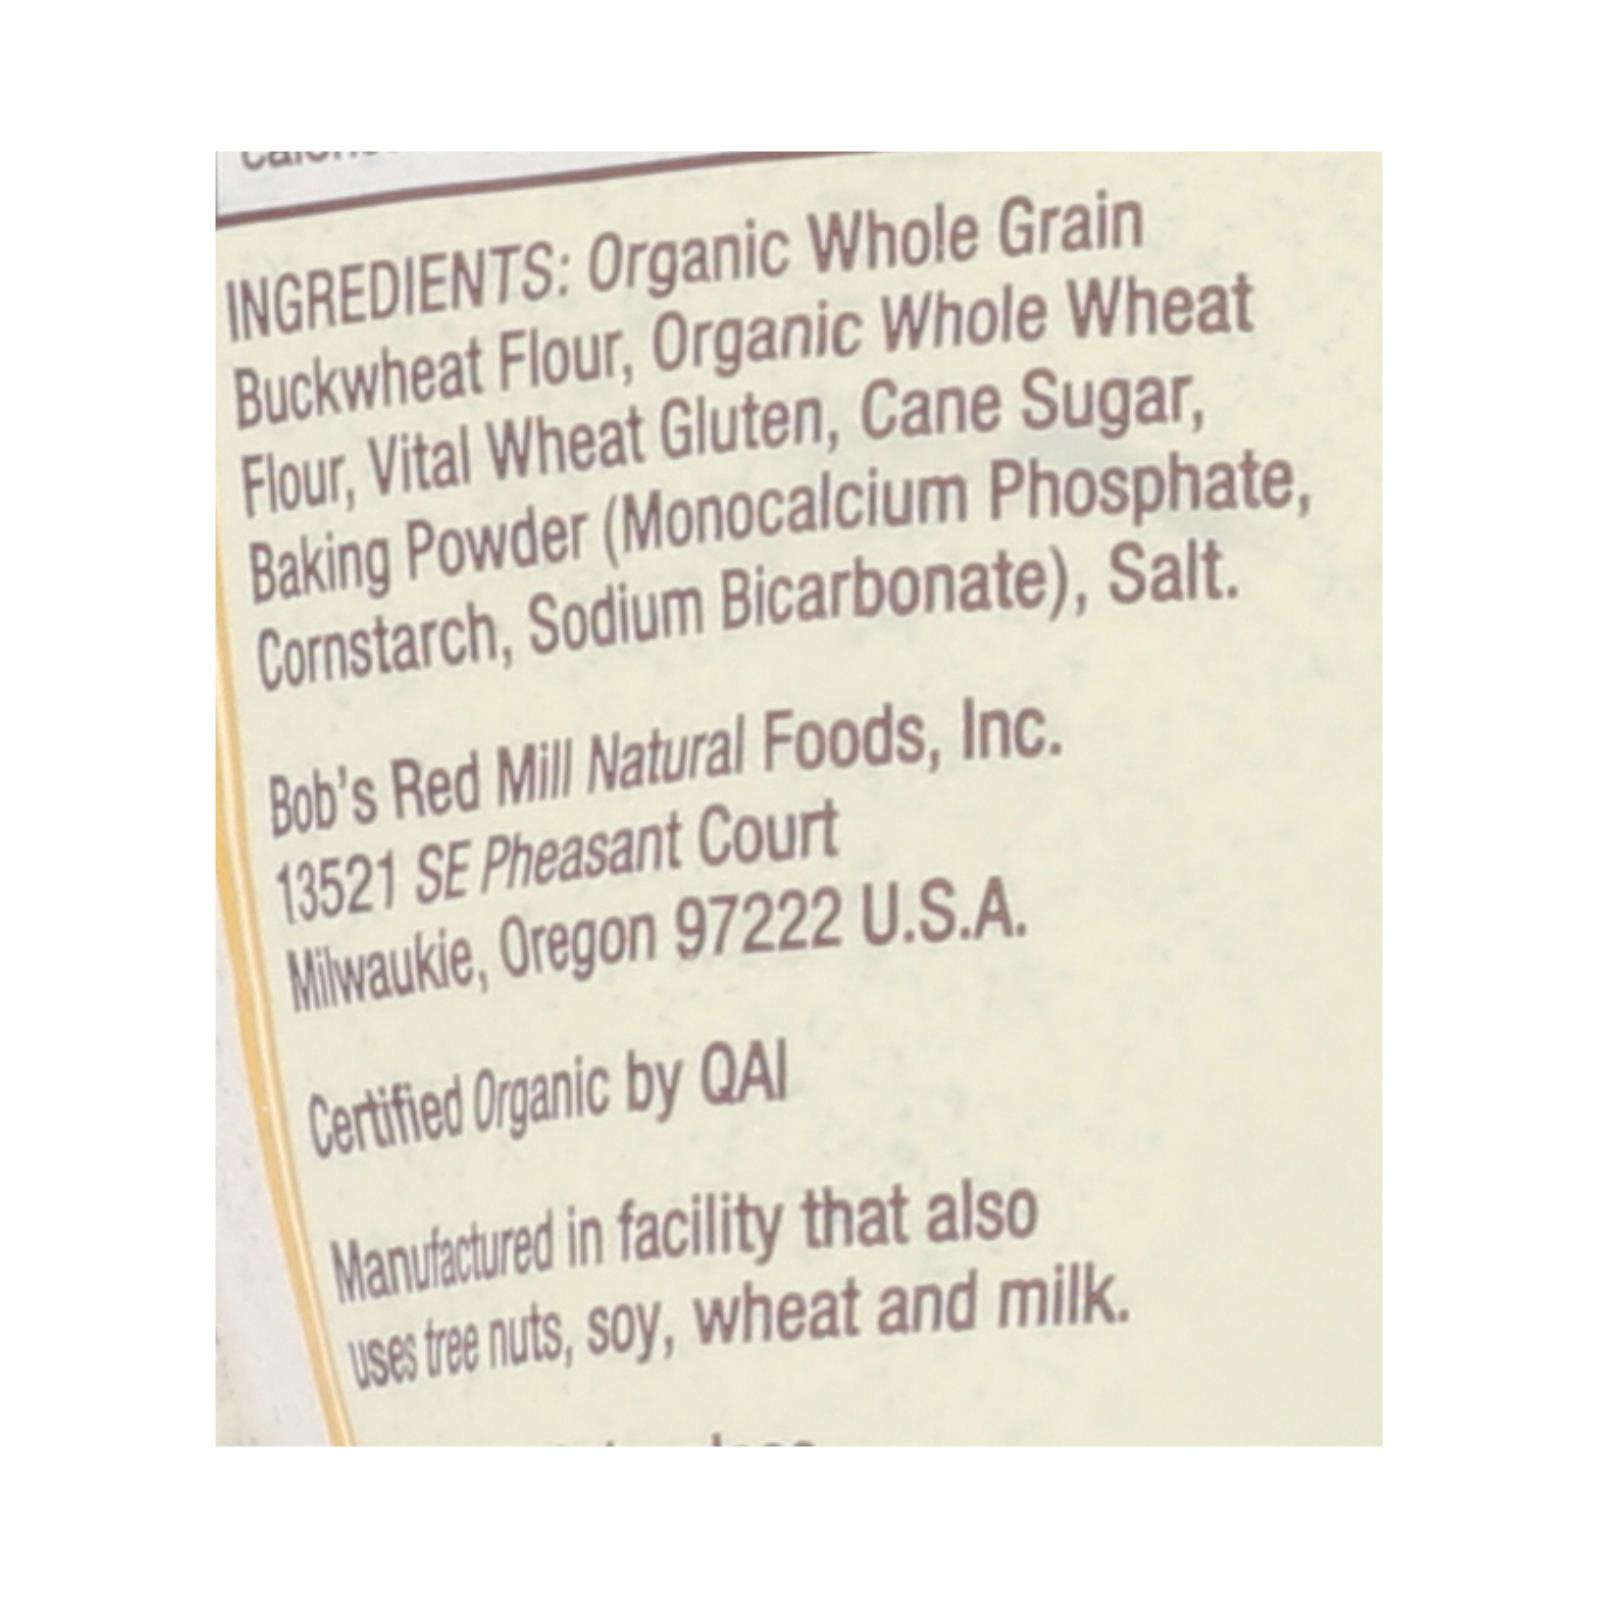 INGREDIENTS: Organic Whole Grain
Buckwheat Flour, Organic Whole Wheat
Flour, Vital Wheat Gluten, Cane Sugar,
Baking Powder (Monocalcium Phosphate,
Cornstarch, Sodium Bicarbonate), Salt.
Bob's Red Mill Natural Foods, Inc.
13521 SE Pheasant Court
Milwaukie, Oregon 97222 U.S.A.
Certified Organic by QAI
Manufactured in facility that also
uses tree nuts, soy, wheat and milk.